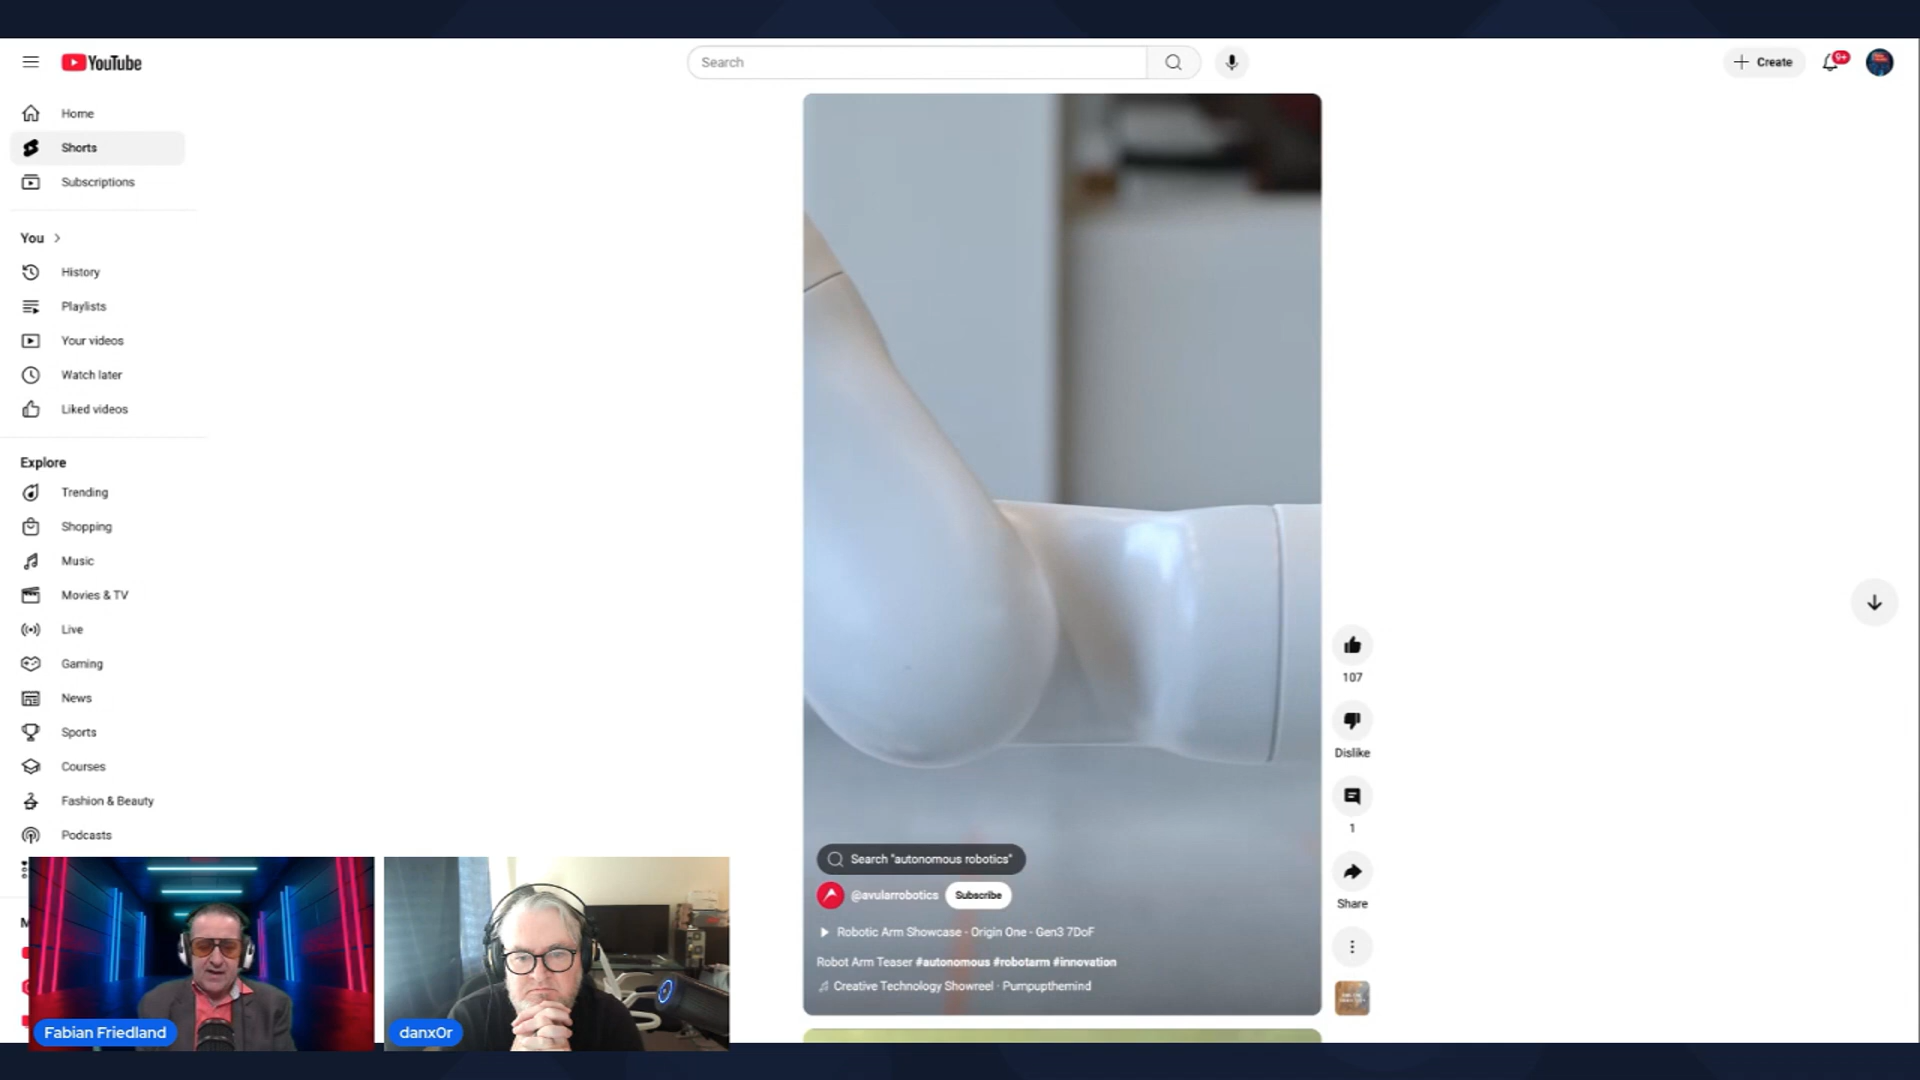 YouTube
Search
Create
9+
Home
Shorts
Subscriptions
You
History
Playlists
Your videos
Watch later
Liked videos
Explore
Trending
Shopping
Music
Movies & TV
Live
Gaming
News
Sports
Courses
Fashion & Beauty
Podcasts
M
107
Dislike
1
Share
Search "autonomous robotics"
@avularrobotics Subscribe
Robotic Arm Showcase - Origin One - Gen3 7DoF
Robot Arm Teaser #autonomous #robotarm #innovation
Creative Technology Showreel · Pumpupthemind
Fabian Friedland
danx0r